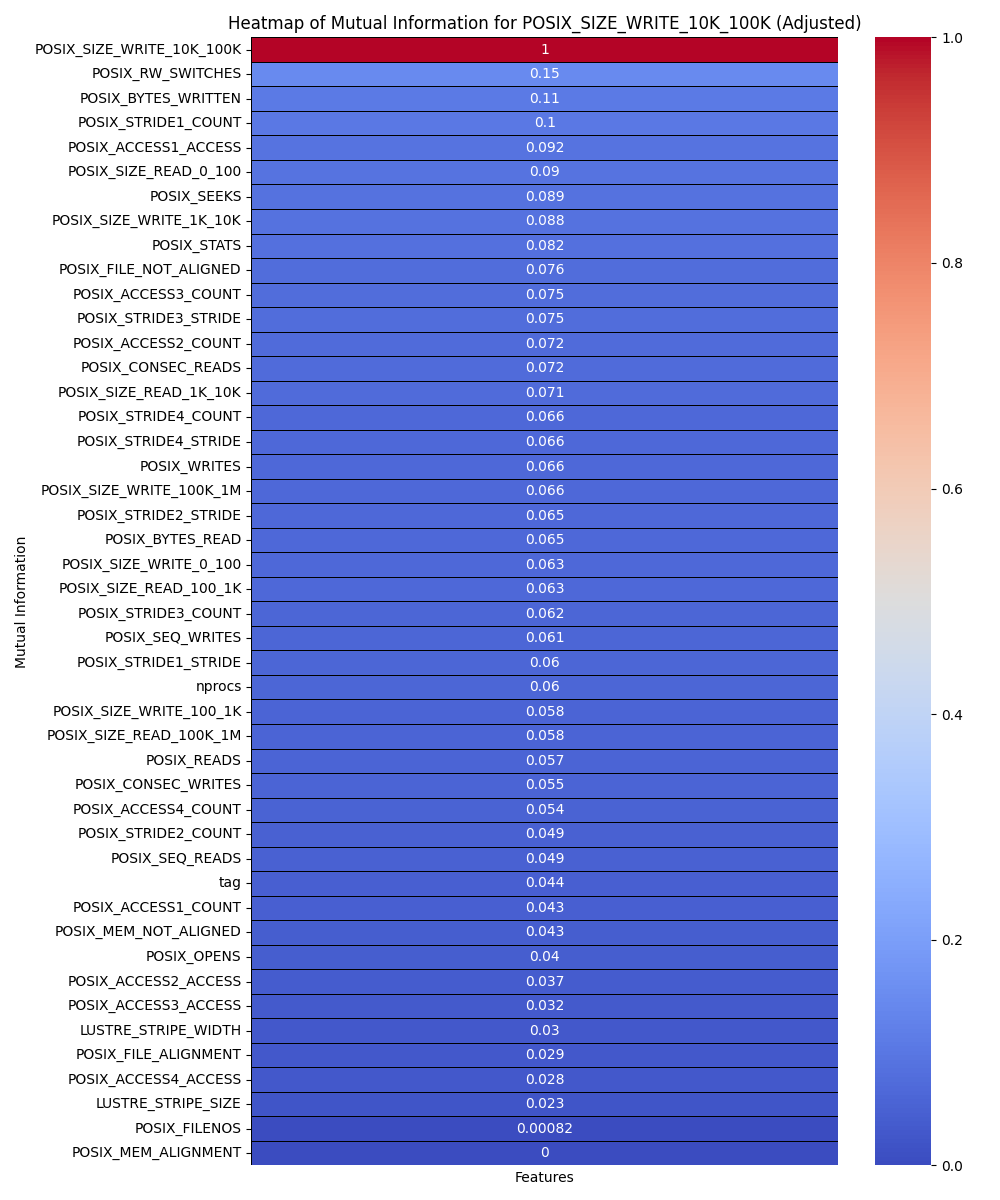 Heatmap of Mutual Information for POSIX_SIZE_WRITE_10K_100K (Adjusted)
POSIX_SIZE_WRITE_10K_100K 1
POSIX_RW_SWITCHES 0.15
POSIX_BYTES_WRITTEN 0.11
POSIX_STRIDE1_COUNT 0.1
POSIX_ACCESS1_ACCESS 0.092
POSIX_SIZE_READ_0_100 0.09
POSIX_SEEKS 0.089
POSIX_SIZE_WRITE_1K_10K 0.088
POSIX_STATS 0.082
POSIX_FILE_NOT_ALIGNED 0.076
POSIX_ACCESS3_COUNT 0.075
POSIX_STRIDE3_STRIDE 0.075
POSIX_ACCESS2_COUNT 0.072
POSIX_CONSEC_READS 0.072
POSIX_SIZE_READ_1K_10K 0.071
POSIX_STRIDE4_COUNT 0.066
POSIX_STRIDE4_STRIDE 0.066
POSIX_WRITES 0.066
POSIX_SIZE_WRITE_100K_1M 0.066
POSIX_STRIDE2_STRIDE 0.065
POSIX_BYTES_READ 0.065
POSIX_SIZE_WRITE_0_100 0.063
POSIX_SIZE_READ_100_1K 0.063
POSIX_STRIDE3_COUNT 0.062
POSIX_SEQ_WRITES 0.061
POSIX_STRIDE1_STRIDE 0.06
nprocs 0.06
POSIX_SIZE_WRITE_100_1K 0.058
POSIX_SIZE_READ_100K_1M 0.058
POSIX_READS 0.057
POSIX_CONSEC_WRITES 0.055
POSIX_ACCESS4_COUNT 0.054
POSIX_STRIDE2_COUNT 0.049
POSIX_SEQ_READS 0.049
tag 0.044
POSIX_ACCESS1_COUNT 0.043
POSIX_MEM_NOT_ALIGNED 0.043
POSIX_OPENS 0.04
POSIX_ACCESS2_ACCESS 0.037
POSIX_ACCESS3_ACCESS 0.032
LUSTRE_STRIPE_WIDTH 0.03
POSIX_FILE_ALIGNMENT 0.029
POSIX_ACCESS4_ACCESS 0.028
LUSTRE_STRIPE_SIZE 0.023
POSIX_FILENOS 0.00082
POSIX_MEM_ALIGNMENT 0
Mutual Information
Features
1.0
0.8
0.6
0.4
0.2
0.0